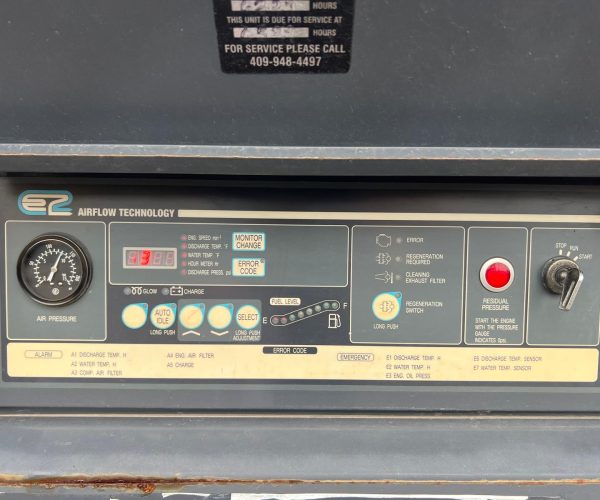 HOURS
THIS UNIT IS DUE FOR SERVICE AT
HOURS
FOR SERVICE PLEASE CALL
409-948-4497
E2 AIRFLOW TECHNOLOGY
AIR PRESSURE
ENG. SPEED min-¹
DISCHARGE TEMP. °F
WATER TEMP. °F
HOUR METER Hr
DISCHARGE PRESS. psi
MONITOR
CHANGE
ERROR
CODE
GLOW
CHARGE
LONG PUSH
AUTO
IDLE
SELECT
LONG PUSH
ADJUSTMENT
FUEL LEVEL
E
F
ERROR
REGENERATION
REQUIRED
CLEANING
EXHAUST FILTER
REGENERATION
SWITCH
LONG PUSH
RESIDUAL
PRESSURE
START THE ENGINE
WITH THE PRESSURE
GAUGE
INDICATES 0psi.
STOP
RUN
START
ERROR CODE
ALARM
A1 DISCHARGE TEMP. H
A2 WATER TEMP. H
A3 COMP. AIR FILTER
A4 ENG. AIR FILTER
A5 CHARGE
EMERGENCY
E1 DISCHARGE TEMP. H
E2 WATER TEMP. H
E3 ENG. OIL PRESS
E6 DISCHARGE TEMP. SENSOR
E7 WATER TEMP. SENSOR